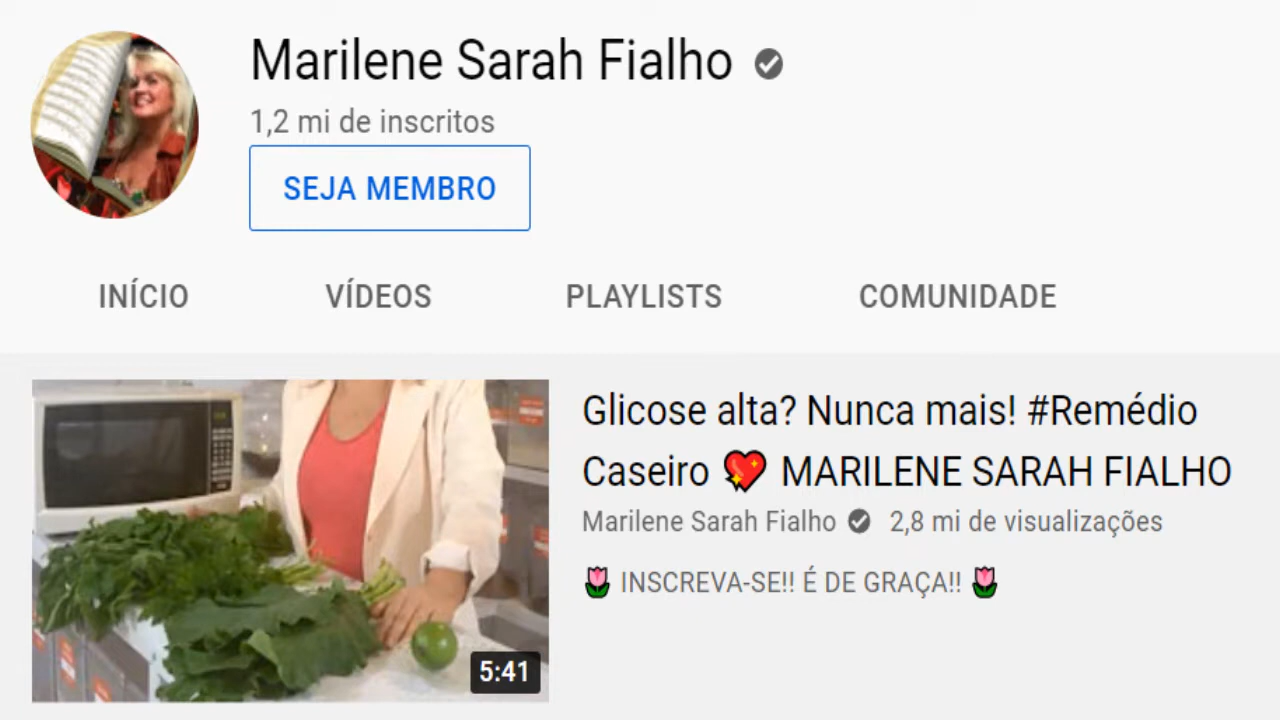 Marilene Sarah Fialho
1,2 mi de inscritos
SEJA MEMBRO
INÍCIO VÍDEOS PLAYLISTS COMUNIDADE
Glicose alta? Nunca mais! #Remédio
Caseiro 💖 MARILENE SARAH FIALHO
Marilene Sarah Fialho 2,8 mi de visualizações
🌷 INSCREVA-SE!! É DE GRAÇA!! 🌷
5:41